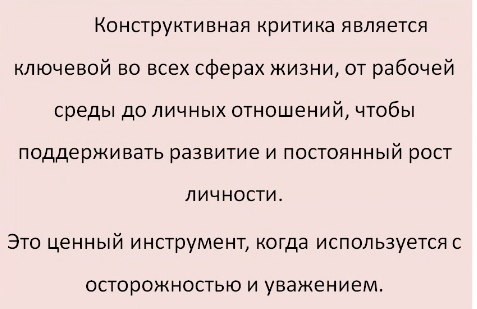 Конструктивная критика является
ключевой во всех сферах жизни, от рабочей
среды до личных отношений, чтобы
поддерживать развитие и постоянный рост
личности.
Это ценный инструмент, когда используется с
осторожностью и уважением.